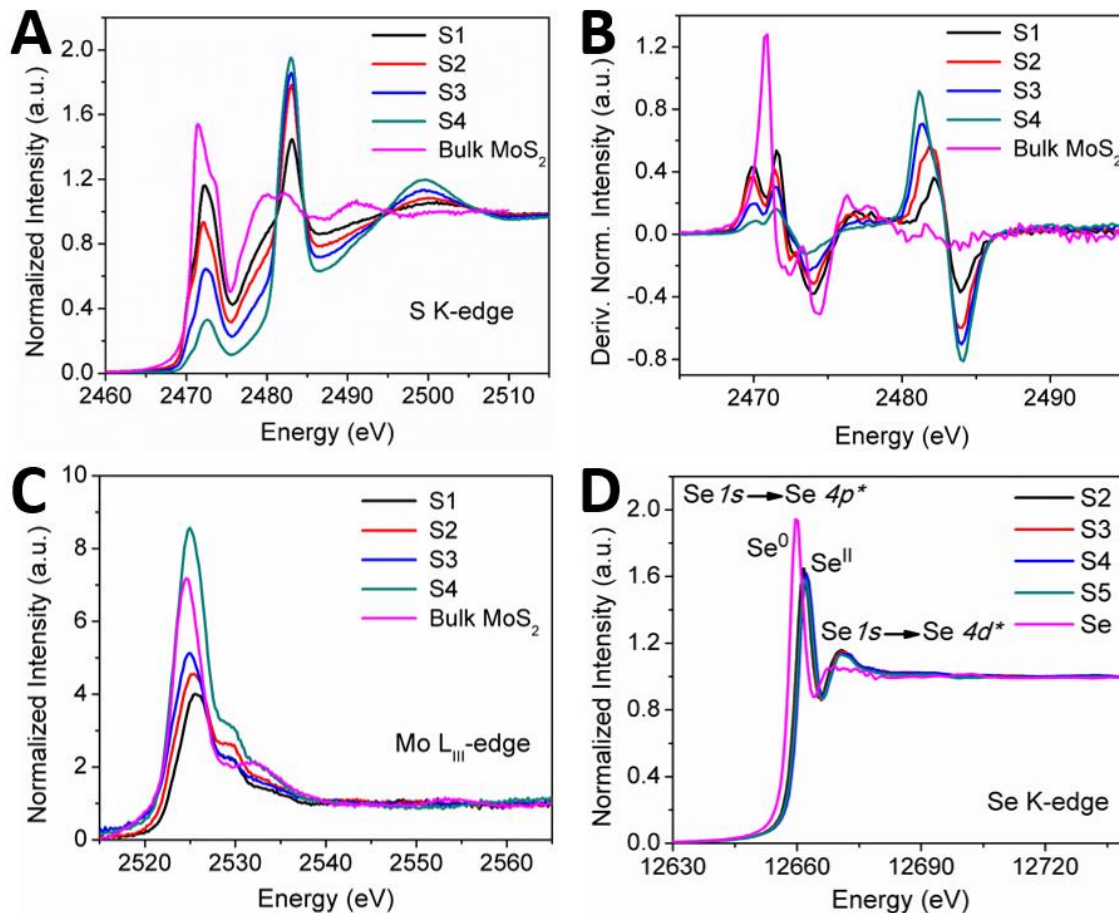 A
Normalized Intensity (a.u.)
2.0
1.6
1.2
0.8
0.4
0.0
2460 2470 2480 2490 2500 2510
Energy (eV)
S1
S2
S3
S4
Bulk MoS₂
S K-edge
B
Deriv. Norm. Intensity (a.u.)
1.2
0.8
0.4
0.0
-0.4
-0.8
2470 2480 2490
Energy (eV)
S1
S2
S3
S4
Bulk MoS₂
C
Normalized Intensity (a.u.)
10
8
6
4
2
0
2520 2530 2540 2550 2560
Energy (eV)
S1
S2
S3
S4
Bulk MoS₂
Mo L_III-edge
D
Normalized Intensity (a.u.)
2.0
1.6
1.2
0.8
0.4
0.0
12630 12660 12690 12720
Energy (eV)
Se 1s → Se 4p*
Se⁰
Se^II
Se 1s → Se 4d*
S2
S3
S4
S5
Se
Se K-edge